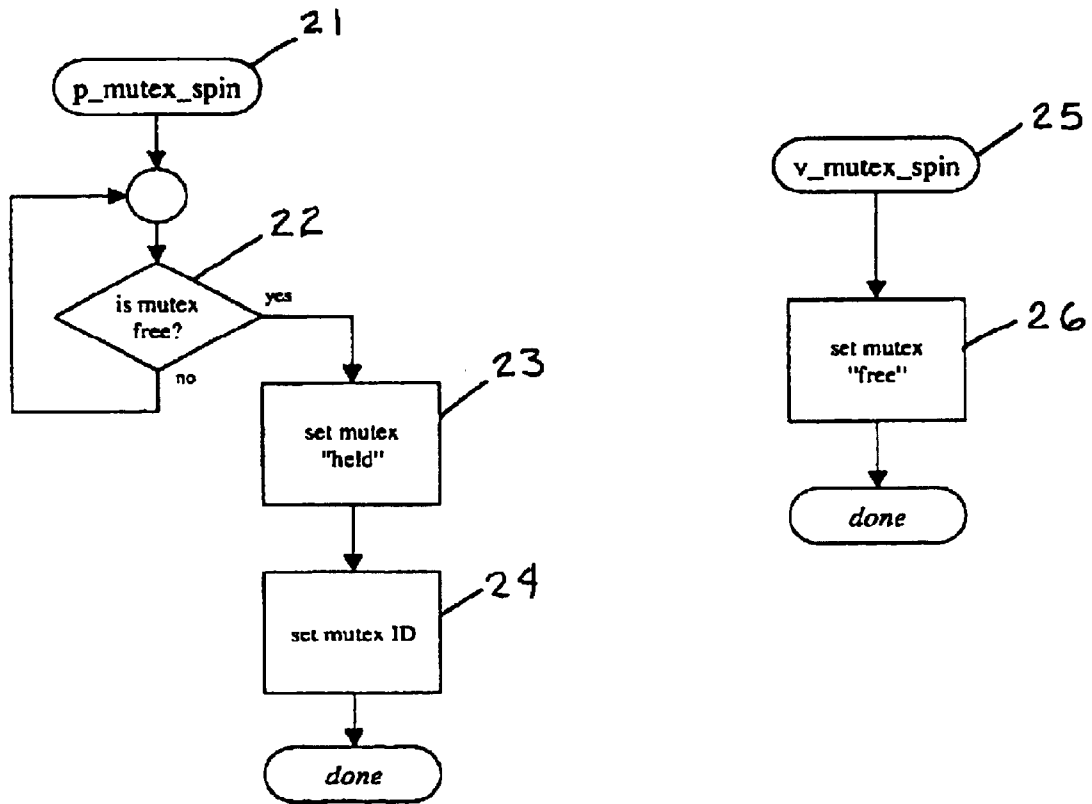 21
p_mutex_spin
22
is mutex
free?
yes
no
23
set mutex
"held"
24
set mutex ID
done
25
v_mutex_spin
26
set mutex
"free"
done